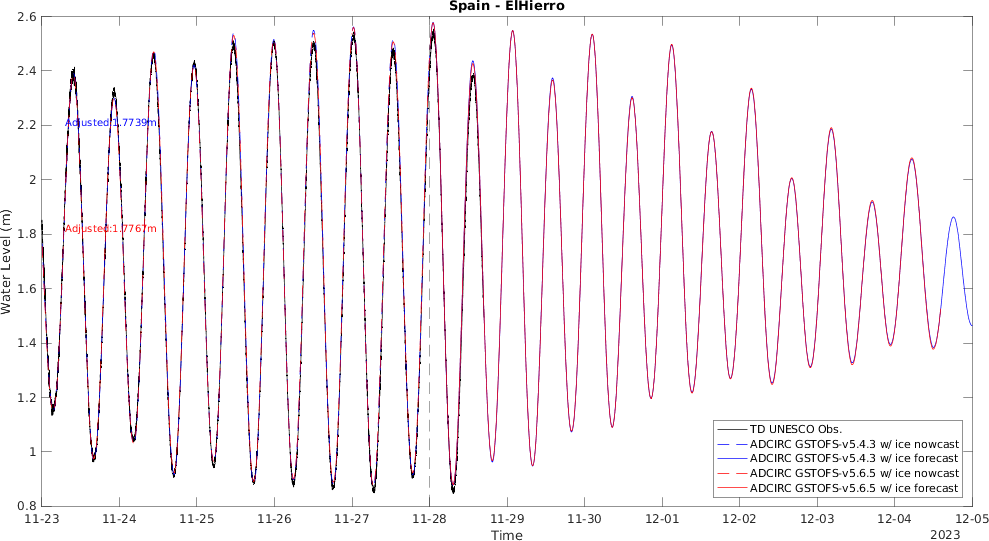 Spain - ElHierro
2.6
2.4
2.2
2
1.8
1.6
1.4
1.2
1
0.8
Water Level (m)
Adjusted:1.7739m
Adjusted:1.7767m
TD UNESCO Obs.
ADCIRC GSTOFS-v5.4.3 w/ ice nowcast
ADCIRC GSTOFS-v5.4.3 w/ ice forecast
ADCIRC GSTOFS-v5.6.5 w/ ice nowcast
ADCIRC GSTOFS-v5.6.5 w/ ice forecast
11-23 11-24 11-25 11-26 11-27 11-28 11-29 11-30 12-01 12-02 12-03 12-04 12-05
Time
2023